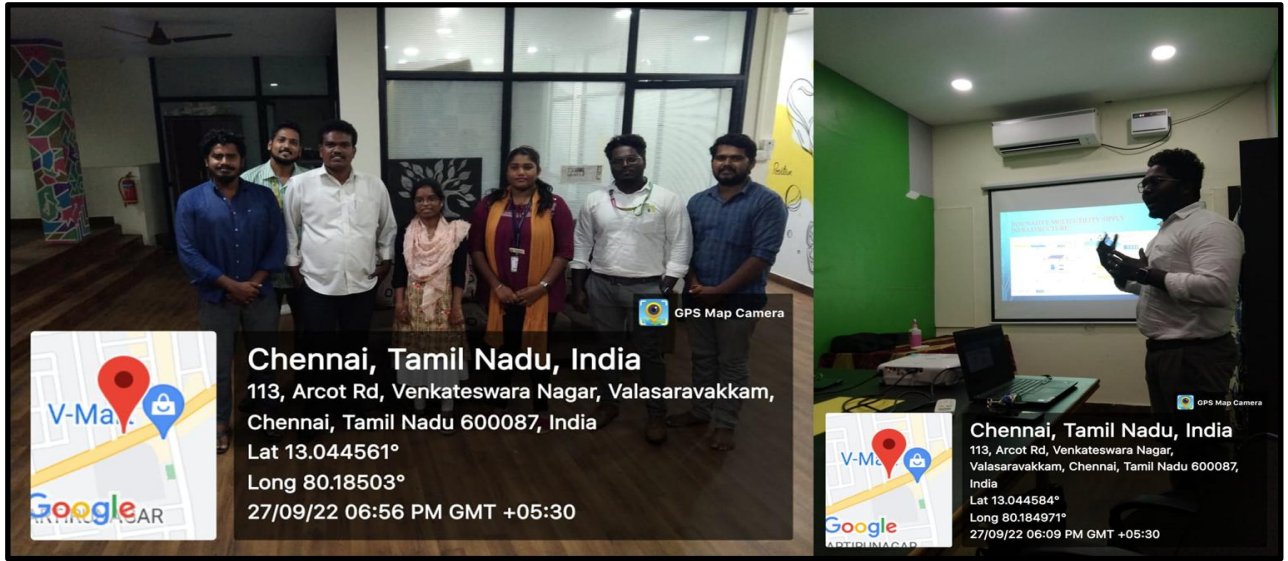 Positive
GPS Map Camera
V-Ma
Google
AR
Chennai, Tamil Nadu, India
113, Arcot Rd, Venkateswara Nagar, Valasaravakkam,
Chennai, Tamil Nadu 600087, India
Lat 13.044561°
Long 80.18503°
27/09/22 06:56 PM GMT +05:30
GPS Map Camera
V-Ma
Google
ARTIRUNAGAR
Chennai, Tamil Nadu, India
113, Arcot Rd, Venkateswara Nagar,
Valasaravakkam, Chennai, Tamil Nadu 600087,
India
Lat 13.044584°
Long 80.184971°
27/09/22 06:09 PM GMT +05:30